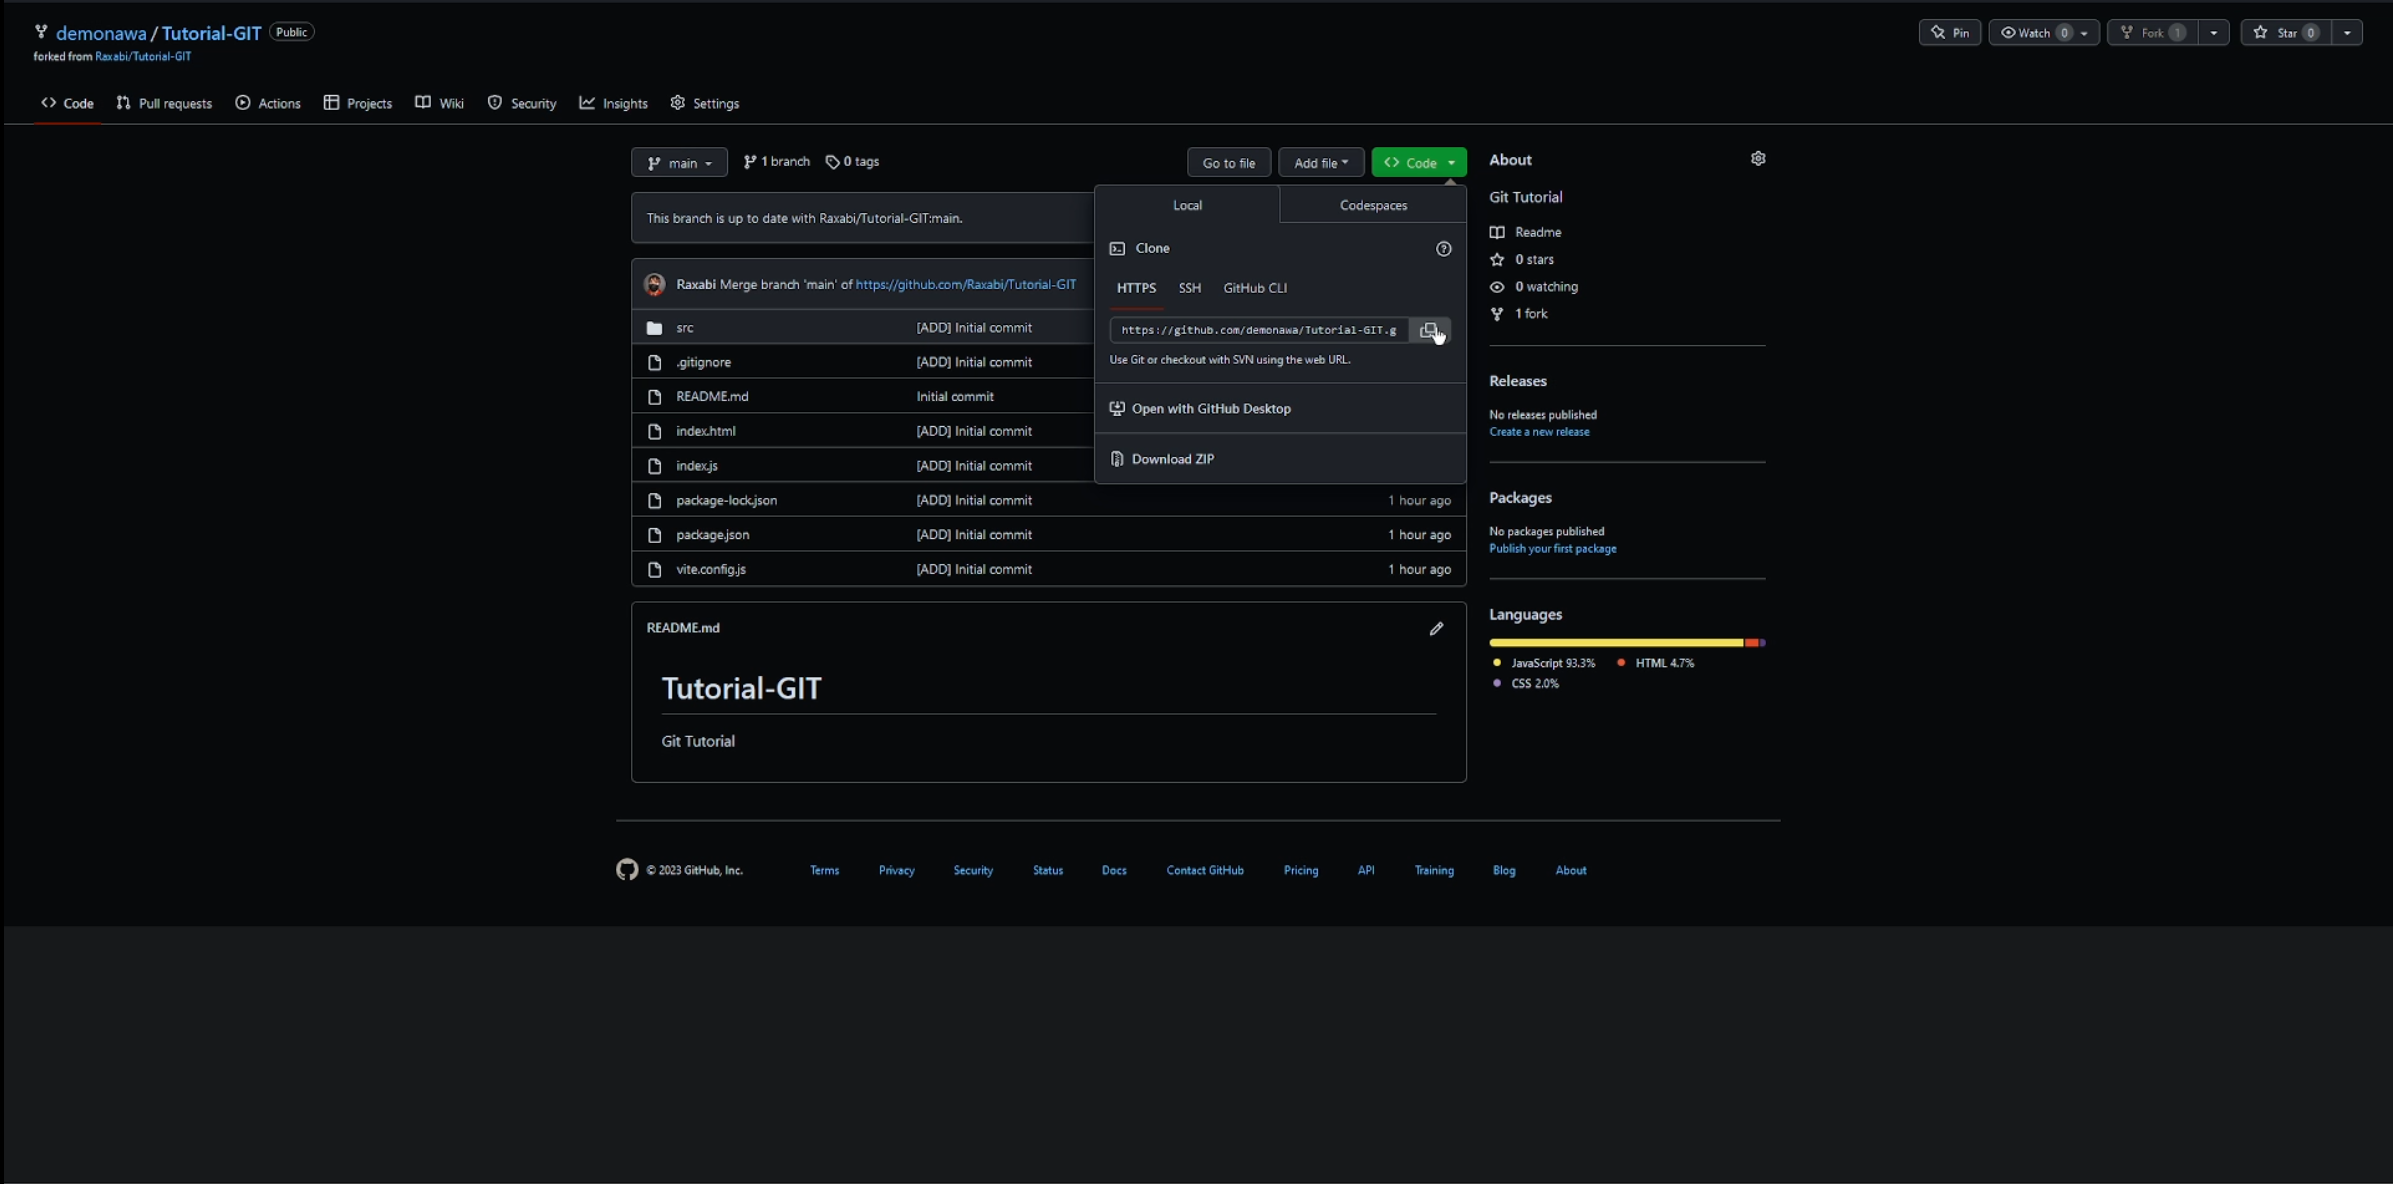 demonawa / Tutorial-GIT Public
forked from Raxabi/Tutorial-GIT
Pin Watch 0 Fork 1 Star 0
Code Pull requests Actions Projects Wiki Security Insights Settings
main 1 branch 0 tags Go to file Add file Code
This branch is up to date with Raxabi/Tutorial-GIT:main.
Raxabi Merge branch 'main' of https://github.com/Raxabi/Tutorial-GIT
src [ADD] Initial commit
.gitignore [ADD] Initial commit
README.md Initial commit
index.html [ADD] Initial commit
index.js [ADD] Initial commit
package-lock.json [ADD] Initial commit 1 hour ago
package.json [ADD] Initial commit 1 hour ago
vite.config.js [ADD] Initial commit 1 hour ago
Local Codespaces
Clone
HTTPS SSH GitHub CLI
https://github.com/demonawa/Tutorial-GIT.g
Use Git or checkout with SVN using the web URL.
Open with GitHub Desktop
Download ZIP
README.md
Tutorial-GIT
Git Tutorial
About
Git Tutorial
Readme
0 stars
0 watching
1 fork
Releases
No releases published
Create a new release
Packages
No packages published
Publish your first package
Languages
JavaScript 93.3% HTML 4.7%
CSS 2.0%
© 2023 GitHub, Inc. Terms Privacy Security Status Docs Contact GitHub Pricing API Training Blog About